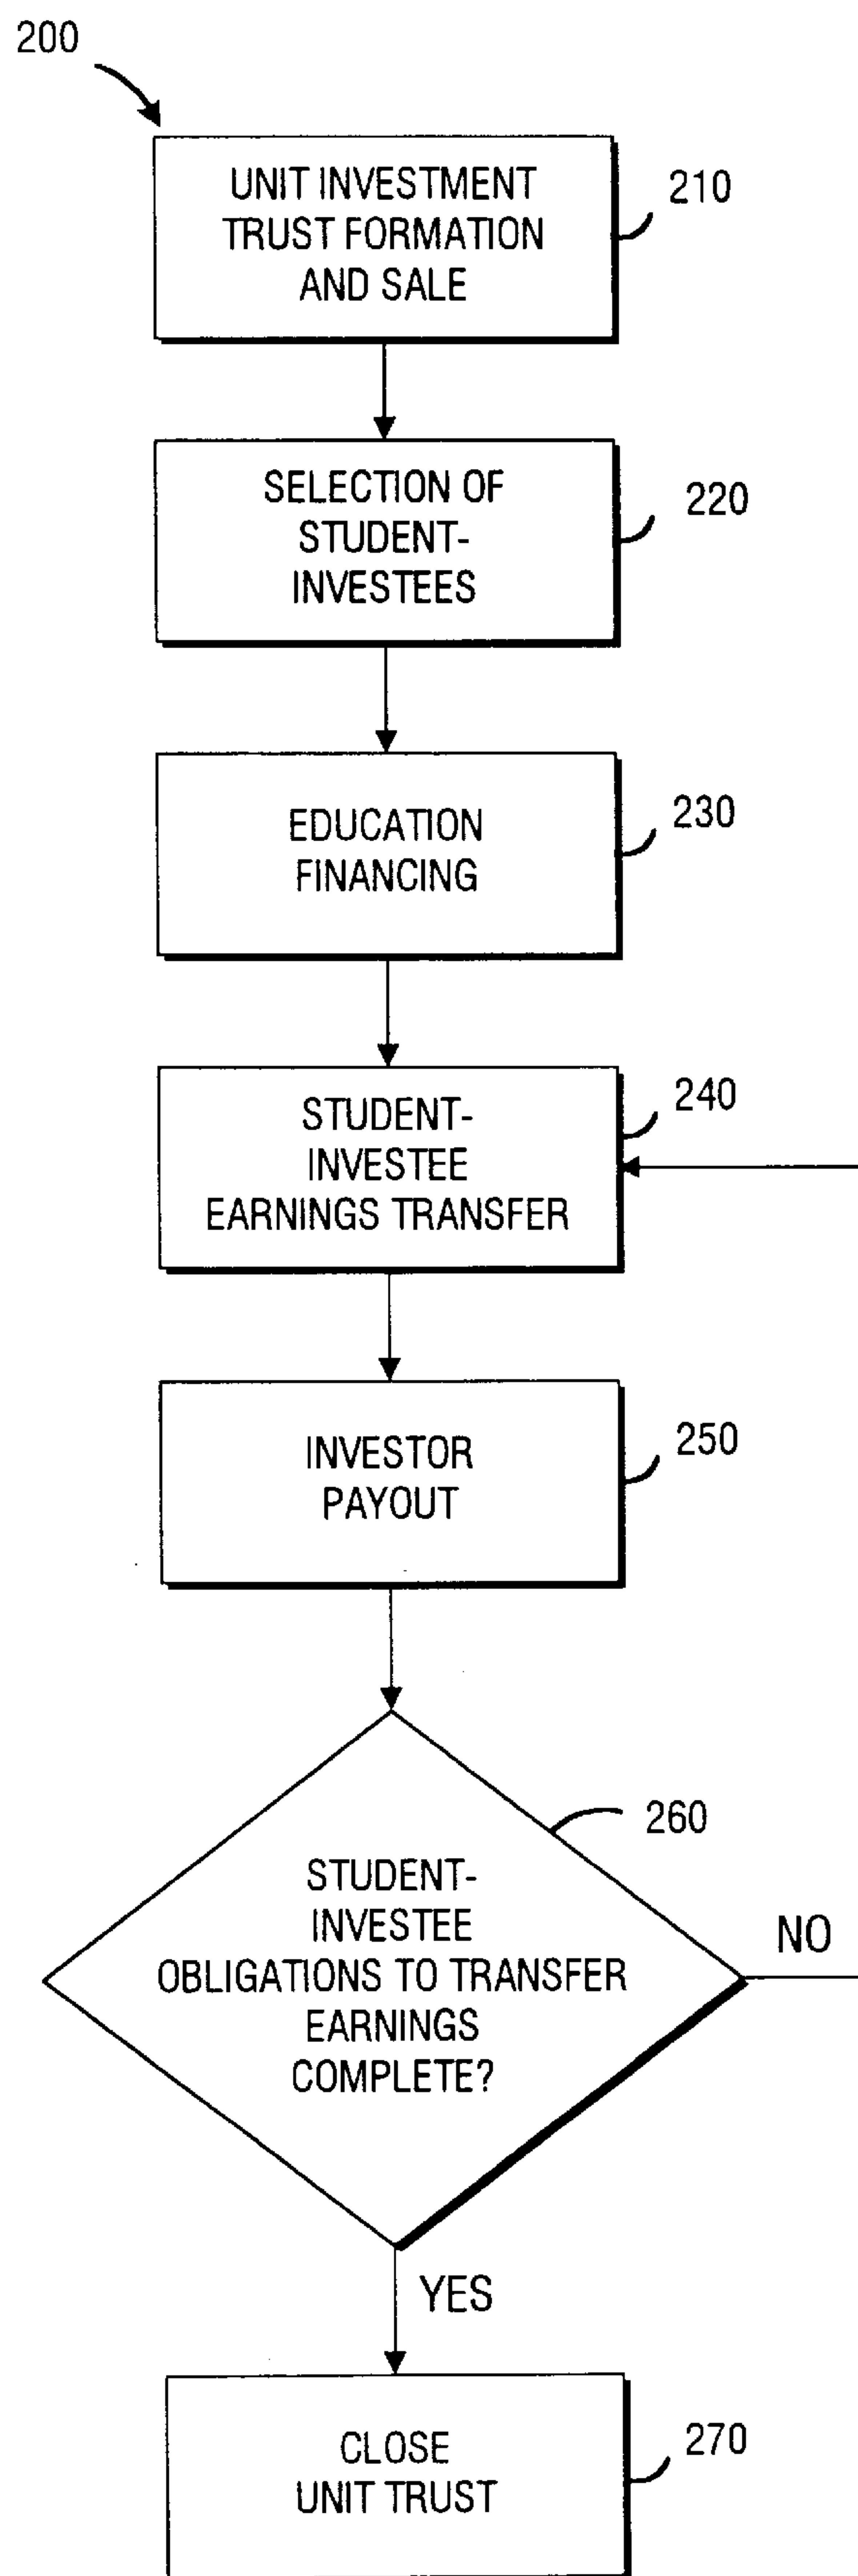 200
UNIT INVESTMENT
TRUST FORMATION
AND SALE
210
SELECTION OF
STUDENT-
INVESTEES
220
EDUCATION
FINANCING
230
STUDENT-
INVESTEE
EARNINGS TRANSFER
240
INVESTOR
PAYOUT
250
STUDENT-
INVESTEE
OBLIGATIONS TO TRANSFER
EARNINGS
COMPLETE?
260
NO
YES
CLOSE
UNIT TRUST
270